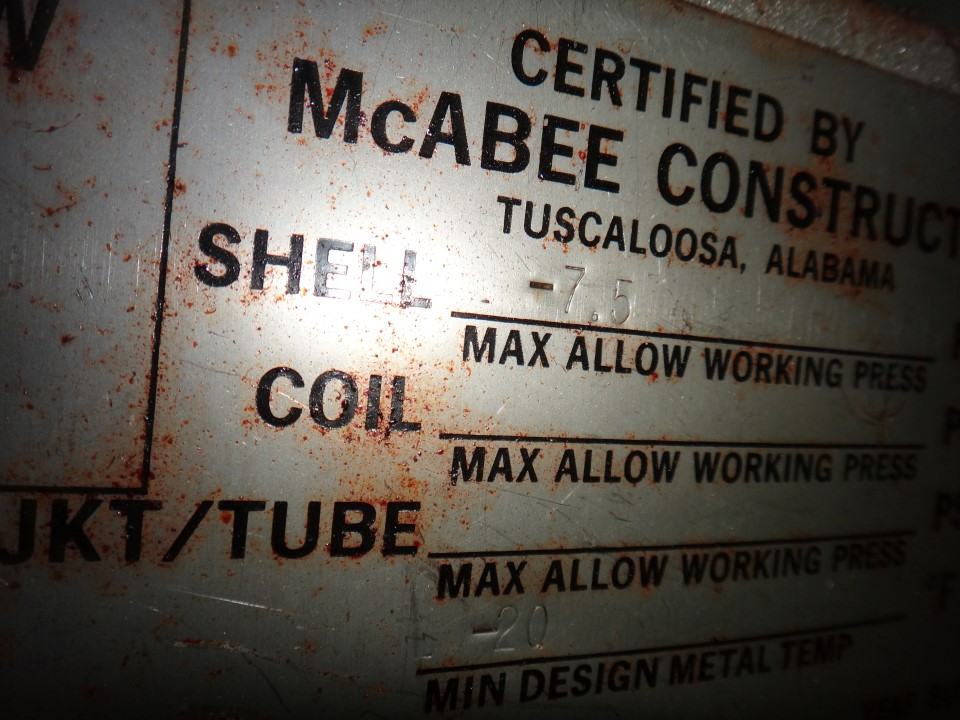 W
CERTIFIED BY
McABEE CONSTRUCT
TUSCALOOSA, ALABAMA
SHELL -7.5
MAX ALLOW WORKING PRESS
COIL
MAX ALLOW WORKING PRESS
JKT/TUBE
MAX ALLOW WORKING PRESS
-20 °F
MIN DESIGN METAL TEMP